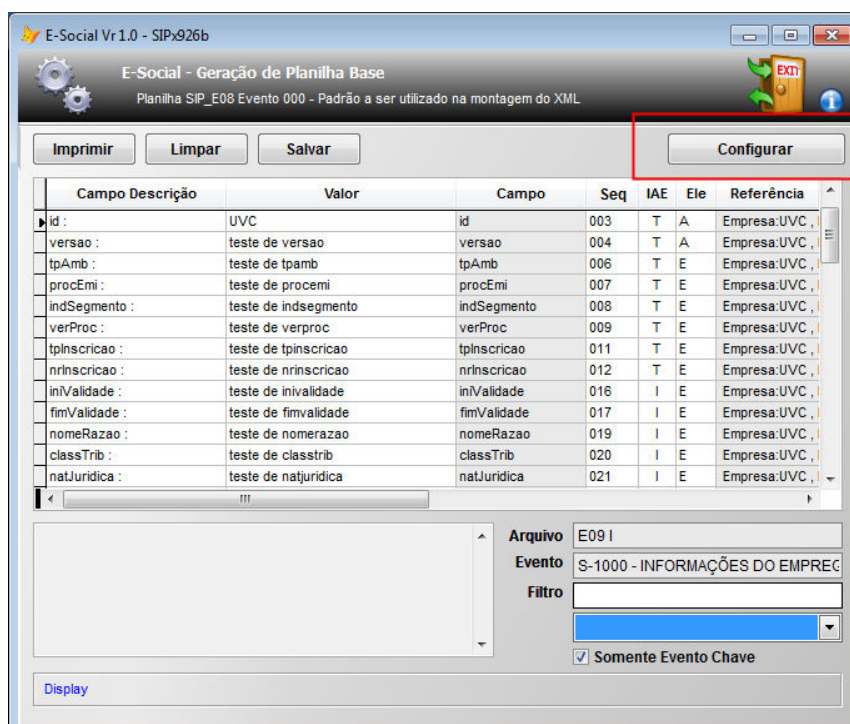 E-Social Vr 1.0 - SIPx926b
E-Social - Geração de Planilha Base
EXIT
Planilha SIP_E08 Evento 000 - Padrão a ser utilizado na montagem do XML
Imprimir Limpar Salvar Configurar
Campo Descrição Valor Campo Seq IAE Ele Referência
id : UVC id 003 T A Empresa:UVC ,
versao : teste de versao versao 004 T A Empresa:UVC ,
tpAmb : teste de tpamb tpAmb 006 T E Empresa:UVC ,
procEmi : teste de procemi procEmi 007 T E Empresa:UVC ,
indSegmento : teste de indsegmento indSegmento 008 T E Empresa:UVC ,
verProc : teste de verproc verProc 009 T E Empresa:UVC ,
tpInscricao : teste de tpinscricao tpInscricao 011 T E Empresa:UVC ,
nrInscricao : teste de nrinscricao nrInscricao 012 T E Empresa:UVC ,
iniValidade : teste de inivalidade iniValidade 016 I E Empresa:UVC ,
fimValidade : teste de fimvalidade fimValidade 017 I E Empresa:UVC ,
nomeRazao : teste de nomerazao nomeRazao 019 I E Empresa:UVC ,
classTrib : teste de classtrib classTrib 020 I E Empresa:UVC ,
natJuridica : teste de natjuridica natJuridica 021 I E Empresa:UVC ,
Arquivo E09 I
Evento S-1000 - INFORMAÇÕES DO EMPREG
Filtro
Somente Evento Chave
Display